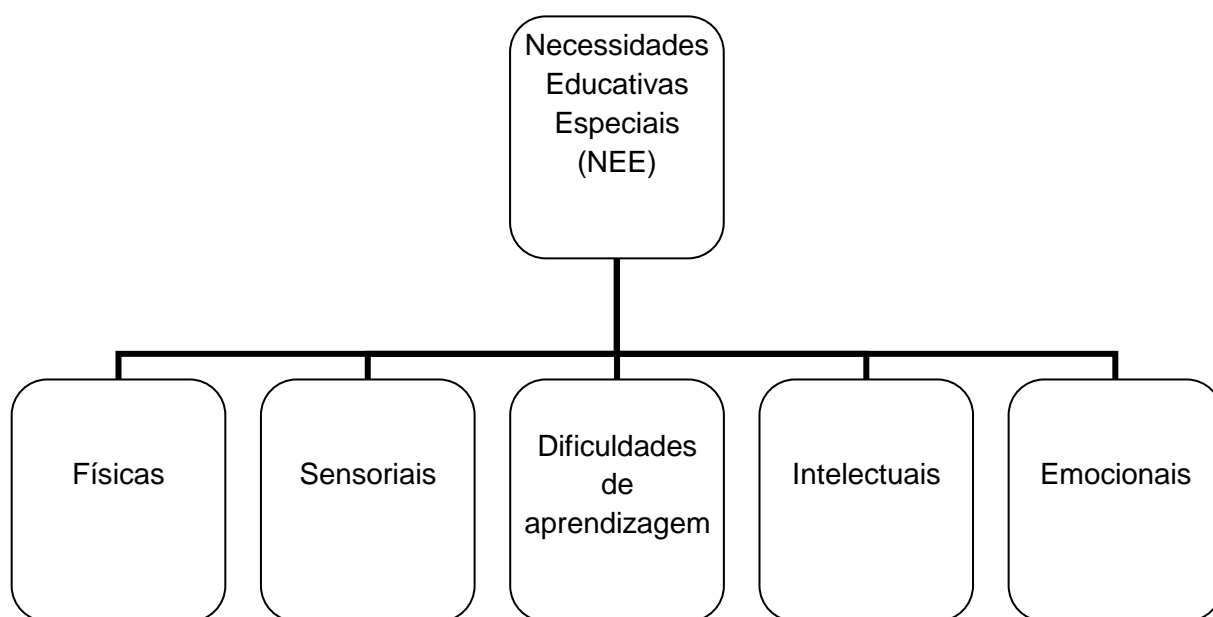 Necessidades
Educativas
Especiais
(NEE)
Físicas
Sensoriais
Dificuldades
de
aprendizagem
Intelectuais
Emocionais